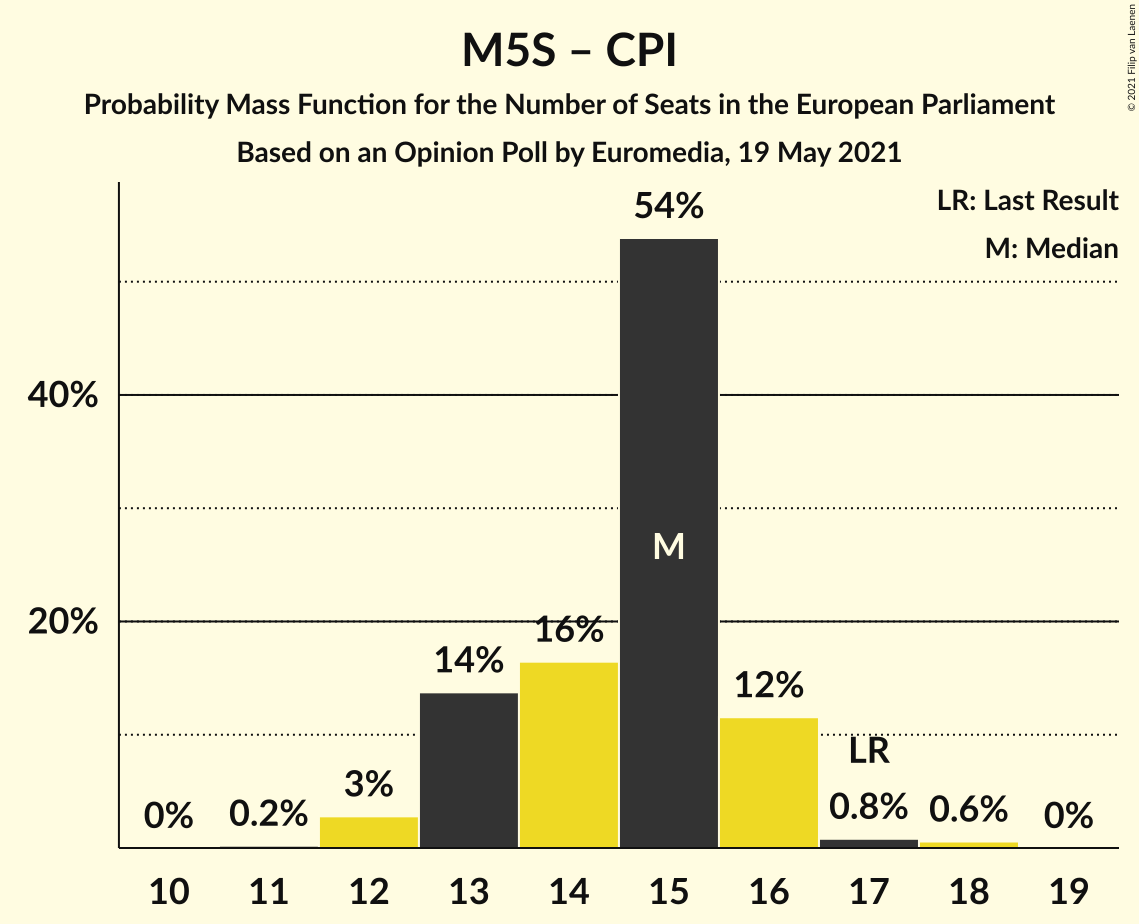 M5S – CPI
Probability Mass Function for the Number of Seats in the European Parliament
Based on an Opinion Poll by Euromedia, 19 May 2021
© 2021 Filip van Laenen
LR: Last Result
M: Median
54%
40%
M
20%
16%
14%
12%
LR
3%
0%
0.2%
0.8%
0.6%
0%
10 11 12 13 14 15 16 17 18 19